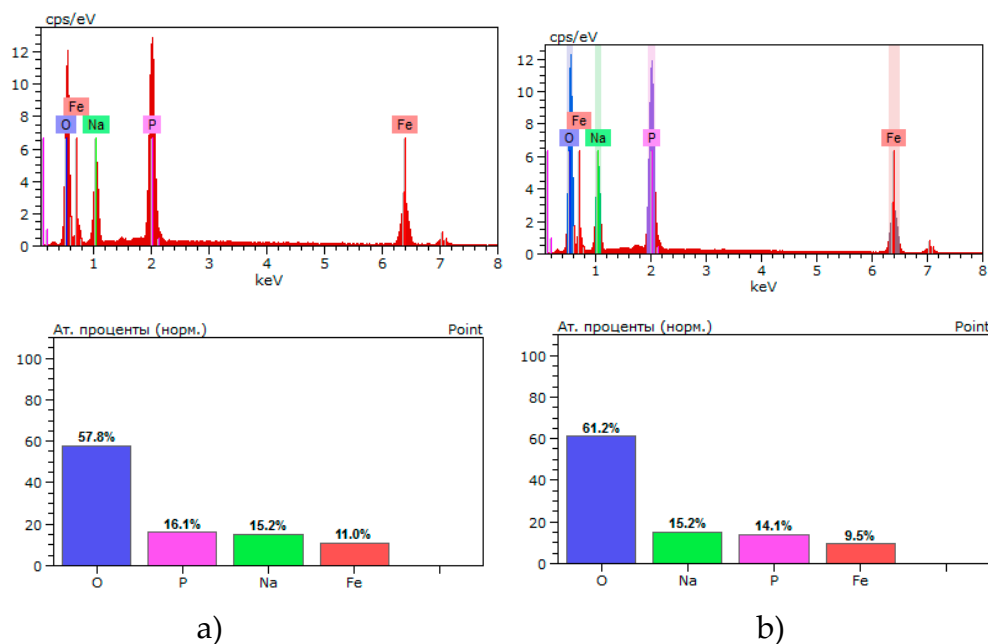 cps/eV
12
10
8
6
4
2
0
Fe
O
Na
P
Fe
1
2
3
4
5
6
7
8
keV
cps/eV
12
10
8
6
4
2
0
Fe
O
Na
P
Fe
1
2
3
4
5
6
7
8
keV
Ат. проценты (норм.)
Point
100
80
60
40
20
0
57.8%
16.1%
15.2%
11.0%
O
P
Na
Fe
Ат. проценты (норм.)
Point
100
80
60
40
20
0
61.2%
15.2%
14.1%
9.5%
O
Na
P
Fe
a)
b)